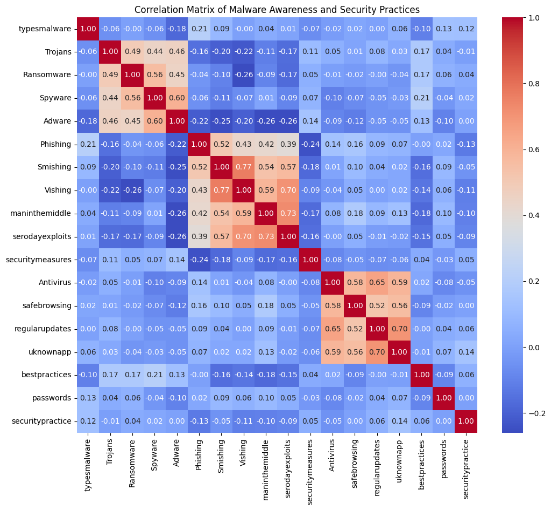 Correlation Matrix of Malware Awareness and Security Practices
typesmalware 1.00 -0.06 -0.00 -0.06 -0.18 0.21 0.09 -0.00 0.04 0.01 -0.07 -0.02 0.02 0.00 0.06 -0.10 0.13 0.12
Trojans -0.06 1.00 0.49 0.44 0.46 -0.16 -0.20 -0.22 -0.11 -0.17 0.11 0.05 0.01 0.08 0.03 0.17 0.04 -0.01
Ransomware -0.00 0.49 1.00 0.56 0.45 -0.04 -0.10 -0.26 -0.09 -0.17 0.05 -0.01 -0.02 -0.00 -0.04 0.17 0.06 0.04
Spyware -0.06 0.44 0.56 1.00 0.60 -0.06 -0.11 -0.07 0.01 -0.09 0.07 -0.10 -0.07 -0.05 -0.03 0.21 -0.04 0.02
Adware -0.18 0.46 0.45 0.60 1.00 -0.22 -0.25 -0.20 -0.26 -0.26 0.14 -0.09 -0.12 -0.05 -0.05 0.13 -0.10 0.00
Phishing 0.21 -0.16 -0.04 -0.06 -0.22 1.00 0.52 0.43 0.42 0.39 -0.24 0.14 0.16 0.09 0.07 -0.00 -0.02 -0.13
Smishing 0.09 -0.20 -0.10 -0.11 -0.25 0.52 1.00 0.77 0.54 0.57 -0.18 0.01 0.10 0.04 0.02 -0.16 0.09 -0.05
Vishing -0.00 -0.22 -0.26 -0.07 -0.20 0.43 0.77 1.00 0.59 0.70 -0.09 -0.04 0.05 0.00 0.02 -0.14 0.06 -0.11
maninthemiddle 0.04 -0.11 -0.09 0.01 -0.26 0.42 0.54 0.59 1.00 0.73 -0.17 0.08 0.18 0.09 0.13 -0.18 0.10 -0.10
serodayexploits 0.01 -0.17 -0.17 -0.09 -0.26 0.39 0.57 0.70 0.73 1.00 -0.16 -0.00 0.05 0.01 -0.02 -0.15 0.05 -0.09
securitymeasures -0.07 0.11 0.05 0.07 0.14 -0.24 -0.18 -0.09 -0.17 -0.16 1.00 0.05 -0.05 -0.07 -0.06 0.04 -0.03 0.05
Antivirus -0.02 0.05 -0.01 -0.10 -0.09 0.14 0.01 -0.04 0.08 -0.00 0.05 1.00 0.58 0.65 0.59 0.02 -0.08 -0.05
safebrowsing 0.02 0.01 -0.02 -0.07 -0.12 0.16 0.10 0.05 0.18 0.05 -0.05 0.58 1.00 0.52 0.56 -0.09 -0.02 0.00
regularupdates 0.00 0.08 -0.00 -0.05 -0.05 0.09 0.04 0.00 0.09 0.01 -0.07 0.65 0.52 1.00 0.70 -0.00 0.04 0.06
uknownapp 0.06 0.03 -0.04 -0.03 -0.05 0.07 0.02 0.02 0.13 -0.02 -0.06 0.59 0.56 0.70 1.00 -0.01 0.07 0.14
bestpractices -0.10 0.17 0.17 0.21 0.13 -0.00 -0.16 -0.14 -0.18 -0.15 0.04 0.02 -0.09 -0.00 -0.01 1.00 -0.09 0.06
passwords 0.13 0.04 0.06 -0.04 -0.10 -0.02 0.09 0.06 0.10 0.05 -0.03 -0.08 -0.02 0.04 0.07 -0.09 1.00 0.05
securitypractice 0.12 -0.01 0.04 0.02 0.00 -0.13 -0.05 -0.11 -0.10 -0.09 0.05 -0.05 0.00 0.06 0.14 0.06 0.05 1.00
typesmalware Trojans Ransomware Spyware Adware Phishing Smishing Vishing maninthemiddle serodayexploits securitymeasures Antivirus safebrowsing regularupdates uknownapp bestpractices passwords securitypractice
1.0
0.8
0.6
0.4
0.2
0.0
−0.2